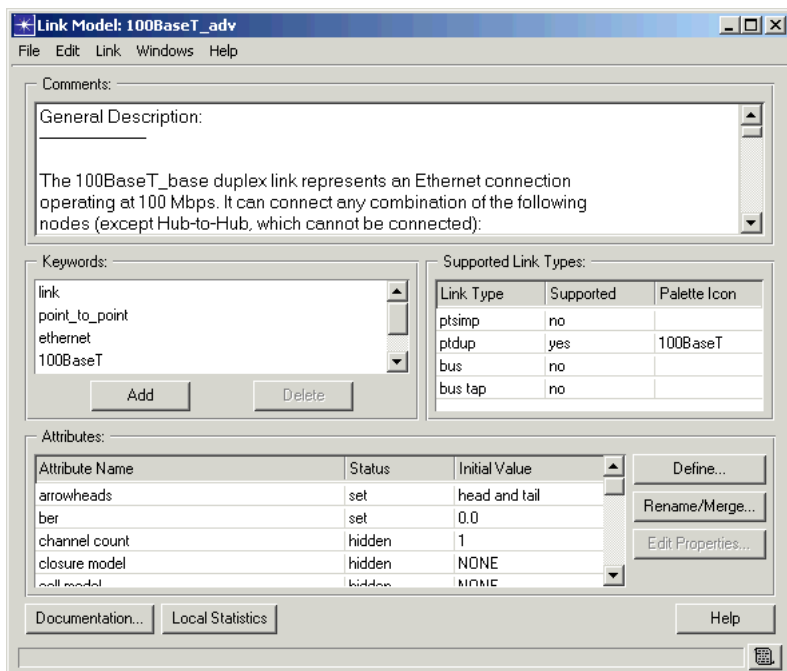 Link Model: 100BaseT_adv
File Edit Link Windows Help
Comments:
General Description:
The 100BaseT_base duplex link represents an Ethernet connection
operating at 100 Mbps. It can connect any combination of the following
nodes (except Hub-to-Hub, which cannot be connected):
Keywords:
link
point_to_point
ethernet
100BaseT
Add Delete
Supported Link Types:
Link Type Supported Palette Icon
ptsimp no
ptdup yes 100BaseT
bus no
bus tap no
Attributes:
Attribute Name Status Initial Value
arrowheads set head and tail
ber set 0.0
channel count hidden 1
closure model hidden NONE
coll model hidden NONE
Define...
Rename/Merge...
Edit Properties...
Documentation... Local Statistics Help